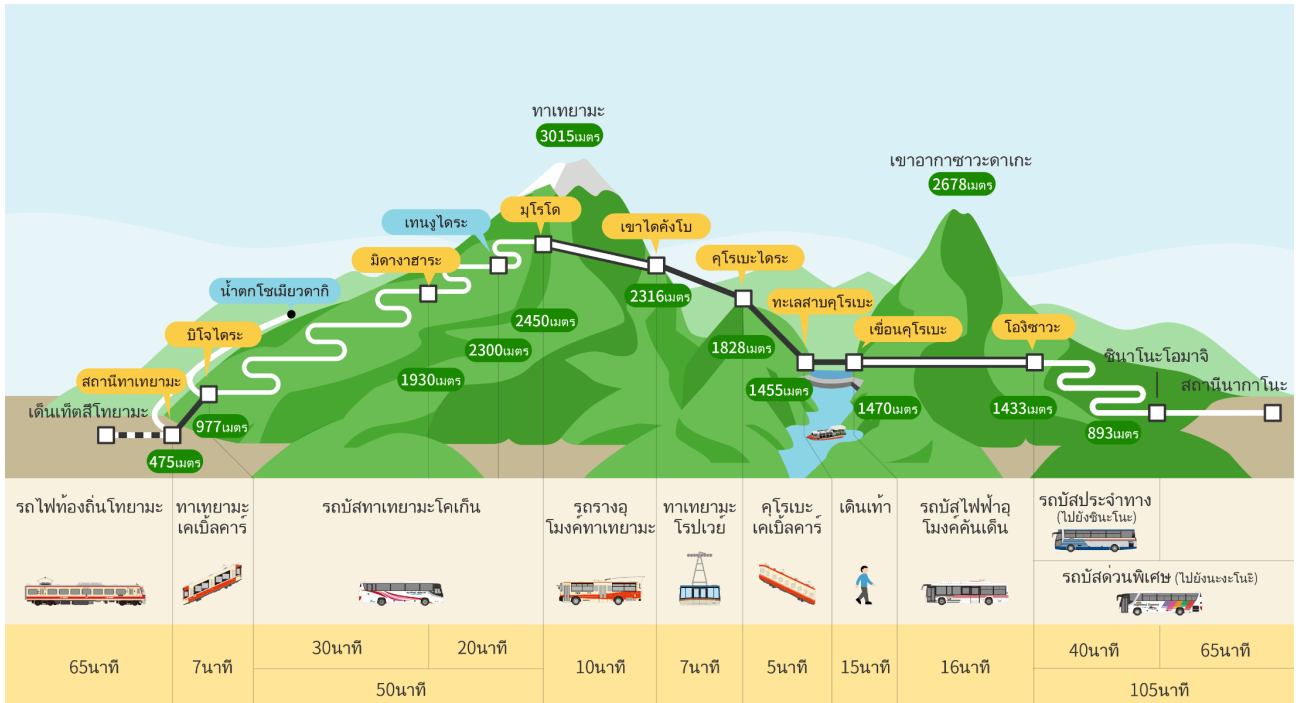 ทาเทยามะ
3015เมตร
เขาอากาซาวะดาเกะ
2678เมตร
มุโรโด
เทนงูไดระ
เขาไดคังโบ
มิดางาฮาระ
คุโรเบะไดระ
น้ำตกโชเมียวตากิ
2316เมตร
ทะเลสาบคุโรเบะ
บิโจไดระ
2450เมตร
เขื่อนคุโรเบะ
โองิซาวะ
2300เมตร
1828เมตร
ชินาโนะโอมาจิ
สถานีทาเทยามะ
1930เมตร
1455เมตร
สถานีนากาโนะ
เด็นเท็ตสึโทยามะ
977เมตร
1470เมตร
1433เมตร
893เมตร
475เมตร
รถไฟท้องถิ่นโทยามะ
ทาเทยามะ
เคเบิ้ลคาร์
รถบัสทาเทยามะโคเก็น
รถรางอุ
โมงค์ทาเทยามะ
ทาเทยามะ
โรปเวย์
คุโรเบะ
เคเบิ้ลคาร์
เดินเท้า
รถบัสไฟฟ้าอุ
โมงค์คันเด็น
รถบัสประจำทาง
(ไปยังชินะโนะ)
รถบัสด่วนพิเศษ (ไปยังนะงะโนะ)
65นาที
7นาที
30นาที
20นาที
50นาที
10นาที
7นาที
5นาที
15นาที
16นาที
40นาที
65นาที
105นาที